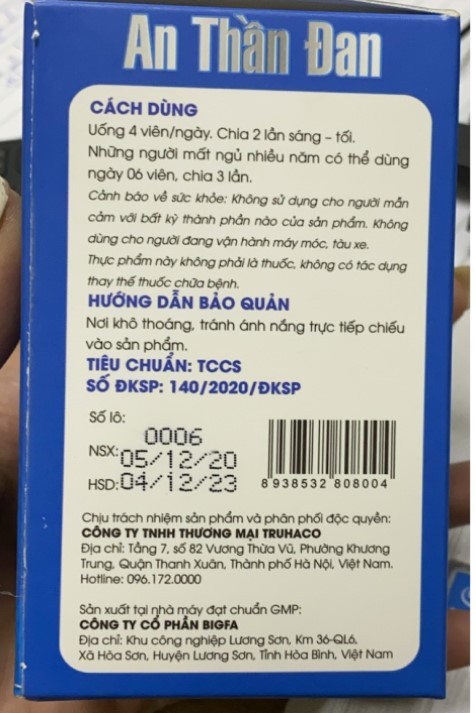 An Thần Đan
CÁCH DÙNG
Uống 4 viên/ngày. Chia 2 lần sáng - tối.
Những người mất ngủ nhiều năm có thể dùng
ngày 06 viên, chia 3 lần.
Cảnh báo về sức khỏe: Không sử dụng cho người mẫn
cảm với bất kỳ thành phần nào của sản phẩm. Không
dùng cho người đang vận hành máy móc, tàu xe.
Thực phẩm này không phải là thuốc, không có tác dụng
thay thế thuốc chữa bệnh.
HƯỚNG DẪN BẢO QUẢN
Nơi khô thoáng, tránh ánh nắng trực tiếp chiếu
vào sản phẩm.
TIÊU CHUẨN: TCCS
SỐ ĐKSP: 140/2020/ĐKSP
Số lô: 0006
NSX: 05/12/20
HSD: 04/12/23
8 938532 808004
Chịu trách nhiệm sản phẩm và phân phối độc quyền:
CÔNG TY TNHH THƯƠNG MẠI TRUHACO
Địa chỉ: Tầng 7, số 82 Vương Thừa Vũ, Phường Khương
Trung, Quận Thanh Xuân, Thành phố Hà Nội, Việt Nam.
Hotline: 096.172.0000
Sản xuất tại nhà máy đạt chuẩn GMP:
CÔNG TY CỔ PHẦN BIGFA
Địa chỉ: Khu công nghiệp Lương Sơn, Km 36-QL6,
Xã Hòa Sơn, Huyện Lương Sơn, Tỉnh Hòa Bình, Việt Nam